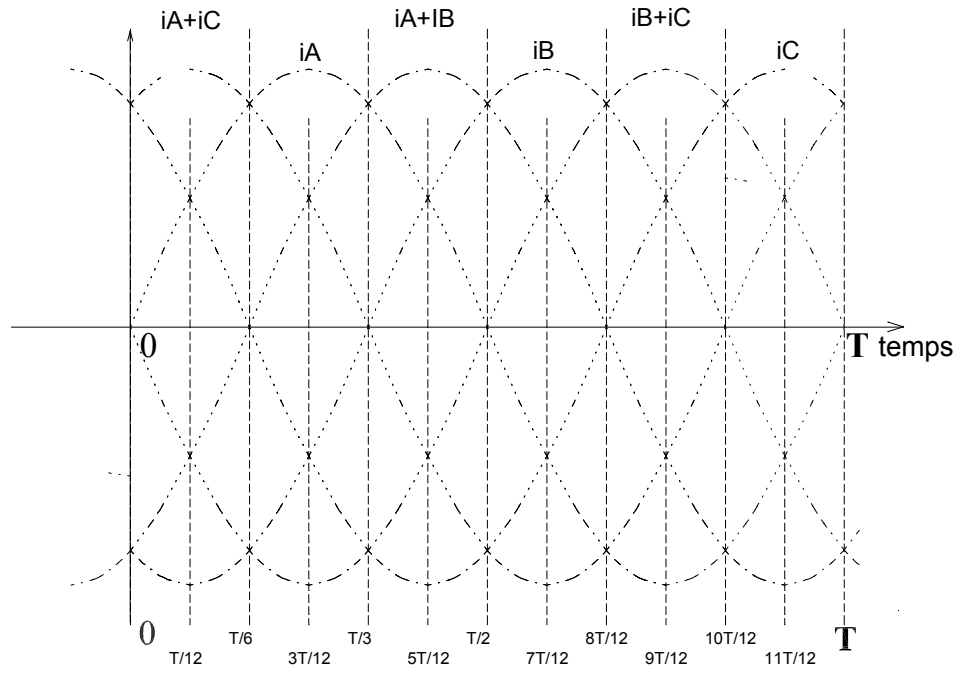 iA+iC iA+IB iB+iC
iA iB iC
0 T temps
0 T/6 T/3 T/2 8T/12 10T/12 T
T/12 3T/12 5T/12 7T/12 9T/12 11T/12